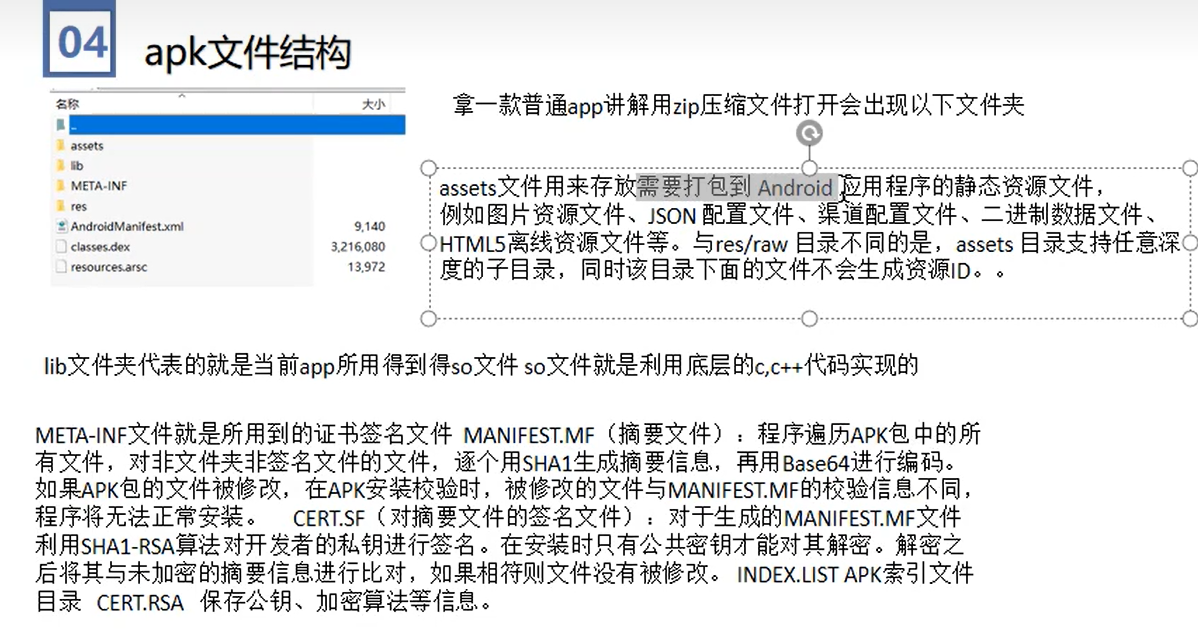 04
apk文件结构
名称 大小
..
assets
lib
META-INF
res
AndroidManifest.xml 9,140
classes.dex 3,216,080
resources.arsc 13,972
拿一款普通app讲解用zip压缩文件打开会出现以下文件夹
assets文件用来存放需要打包到 Android 应用程序的静态资源文件，
例如图片资源文件、JSON 配置文件、渠道配置文件、二进制数据文件、
HTML5离线资源文件等。与res/raw 目录不同的是，assets 目录支持任意深
度的子目录，同时该目录下面的文件不会生成资源ID。。
lib文件夹代表的就是当前app所用得到得so文件 so文件就是利用底层的c,c++代码实现的
META-INF文件就是所用到的证书签名文件 MANIFEST.MF（摘要文件）：程序遍历APK包中的所
有文件，对非文件夹非签名文件的文件，逐个用SHA1生成摘要信息，再用Base64进行编码。
如果APK包的文件被修改，在APK安装校验时，被修改的文件与MANIFEST.MF的校验信息不同，
程序将无法正常安装。 CERT.SF（对摘要文件的签名文件）：对于生成的MANIFEST.MF文件
利用SHA1-RSA算法对开发者的私钥进行签名。在安装时只有公共密钥才能对其解密。解密之
后将其与未加密的摘要信息进行比对，如果相符则文件没有被修改。 INDEX.LIST APK索引文件
目录 CERT.RSA 保存公钥、加密算法等信息。